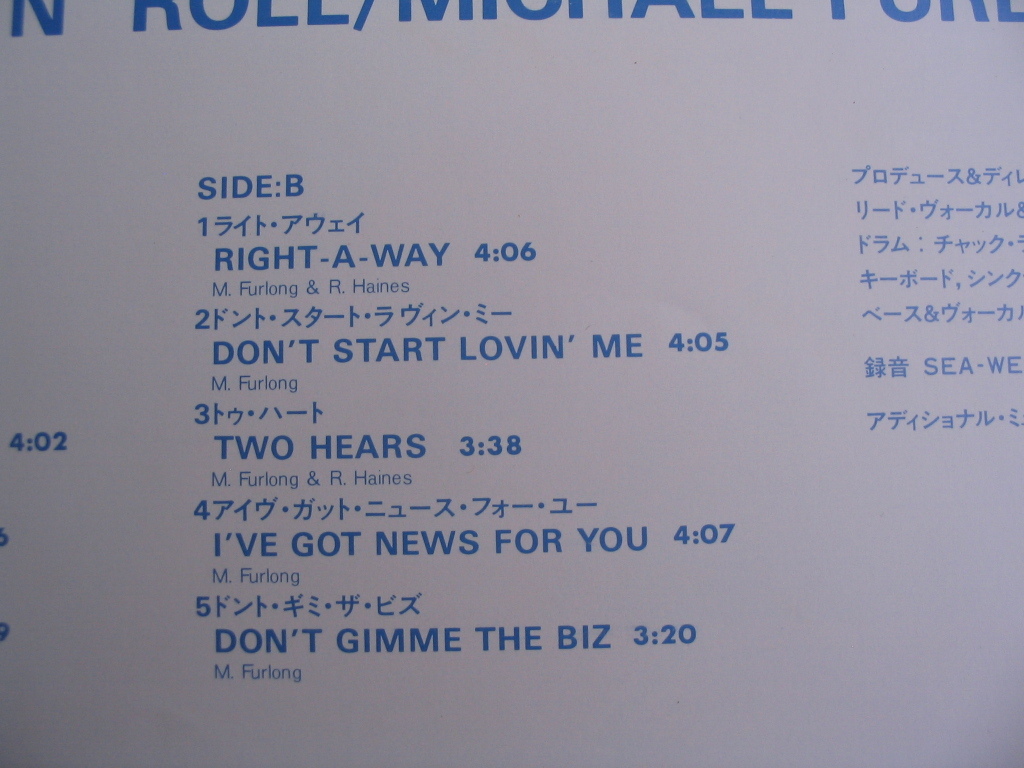 N' ROLL/MICHAEL FURL
SIDE:B
1ライト・アウェイ
RIGHT-A-WAY 4:06
M. Furlong & R. Haines
2ドント・スタート・ラヴィン・ミー
DON'T START LOVIN' ME 4:05
M. Furlong
3トゥ・ハート
TWO HEARS 3:38
M. Furlong & R. Haines
4アイヴ・ガット・ニュース・フォー・ユー
I'VE GOT NEWS FOR YOU 4:07
M. Furlong
5ドント・ギミ・ザ・ビズ
DON'T GIMME THE BIZ 3:20
M. Furlong
4:02
6
9
プロデュース&ディレ
リード・ヴォーカル&
ドラム：チャック・
キーボード, シンク
ベース&ヴォーカル
録音 SEA-WE
アディショナル・ミ